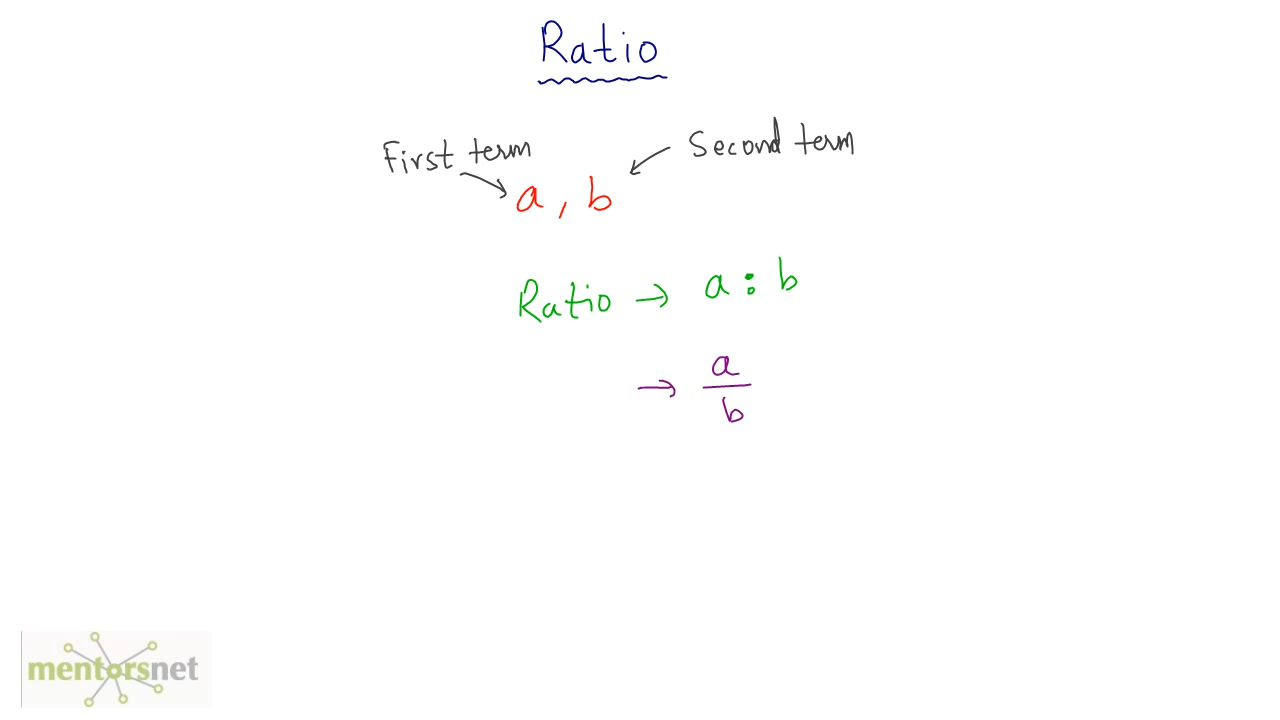 Ratio
First term
Second term
a , b
Ratio → a : b
→ a/b
mentorsnet